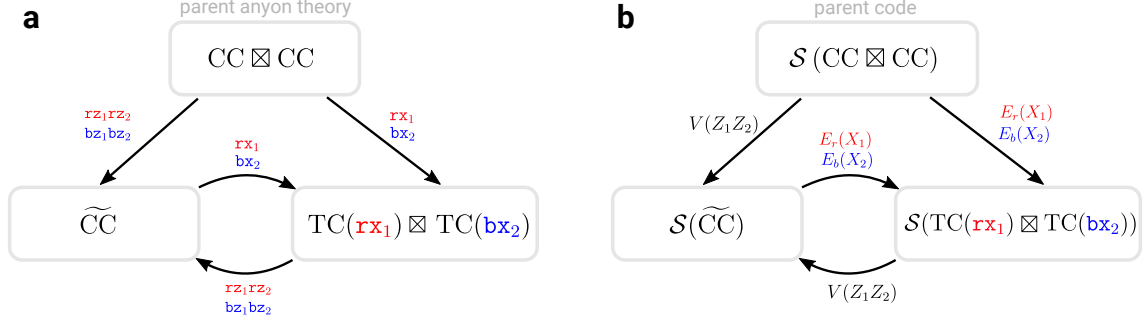 a
parent anyon theory
CC ⊠ CC
rz₁rz₂
bz₁bz₂
rx₁
bx₂
rx₁
bx₂
C͠C
TC(rx₁) ⊠ TC(bx₂)
rz₁rz₂
bz₁bz₂
b
parent code
𝒮 (CC ⊠ CC)
V(Z₁Z₂)
E_r(X₁)
E_b(X₂)
E_r(X₁)
E_b(X₂)
𝒮(C͠C)
𝒮(TC(rx₁) ⊠ TC(bx₂))
V(Z₁Z₂)